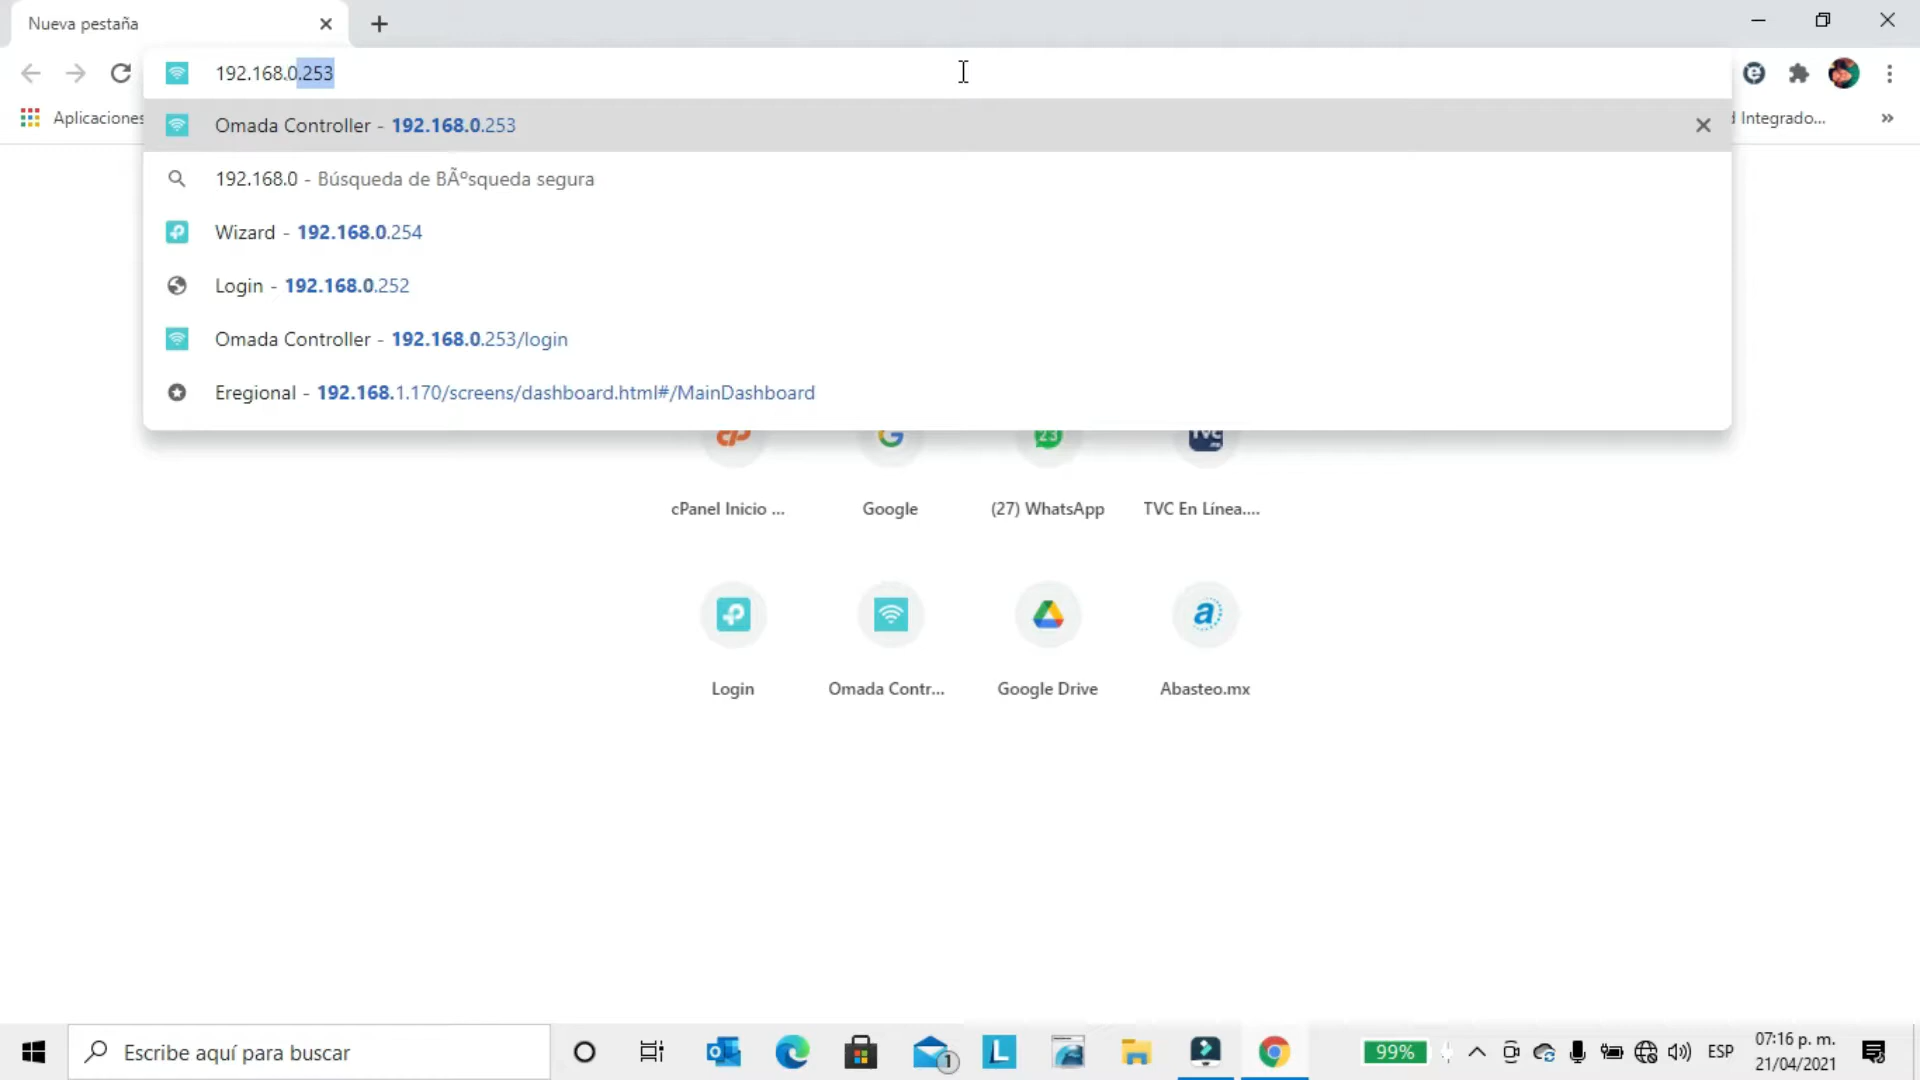 Nueva pestaña
192.168.0.253
Aplicaciones
d Integrado...
Omada Controller - 192.168.0.253
192.168.0 - Búsqueda de BÃºsqueda segura
Wizard - 192.168.0.254
Login - 192.168.0.252
Omada Controller - 192.168.0.253/login
Eregional - 192.168.1.170/screens/dashboard.html#/MainDashboard
23
TVC
cPanel Inicio ...
Google
(27) WhatsApp
TVC En Línea....
Login
Omada Contr...
Google Drive
Abasteo.mx
Escribe aquí para buscar
1
L
99%
ESP
07:16 p. m.
21/04/2021